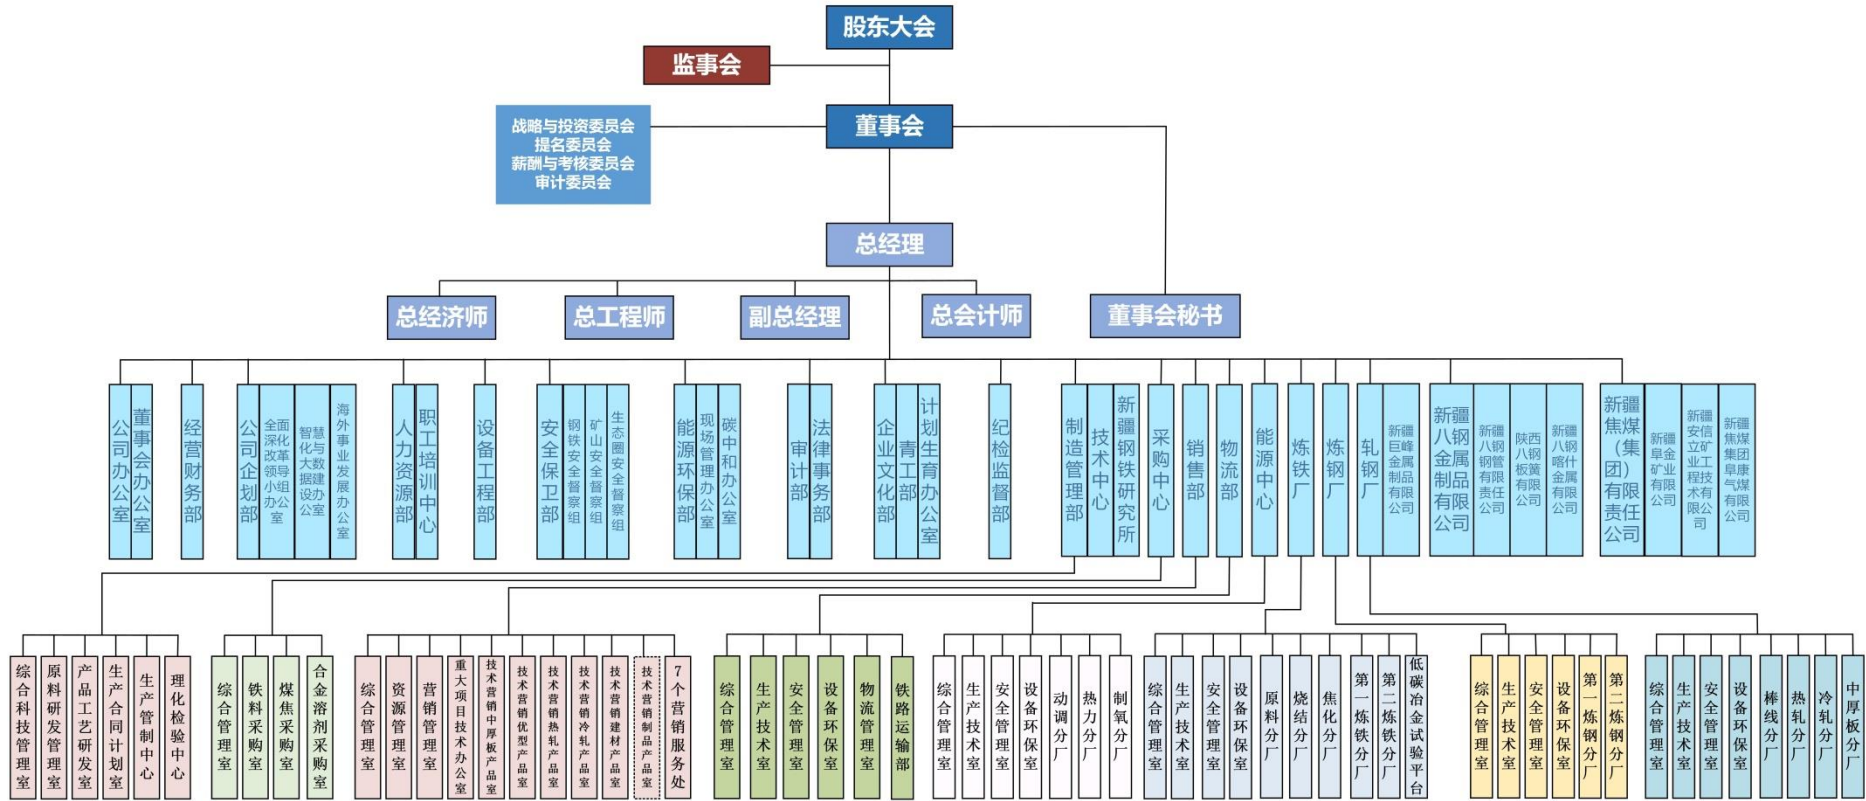 股东大会
监事会
战略与投资委员会
提名委员会
薪酬与考核委员会
审计委员会
董事会
总经理
总经济师
总工程师
副总经理
总会计师
董事会秘书
公司办公室
董事会办公室
经营财务部
公司企划部
全面深化改革领导小组办公室
智慧化与大数据建设办公室
海外事业发展办公室
人力资源部
职工培训中心
设备工程部
安全保卫部
钢铁安全督察组
矿山安全督察组
生态圈安全督察组
能源环保部
现场管理办公室
碳中和办公室
审计部
法律事务部
企业文化部
青工部
计划生育办公室
纪检监督部
制造管理部
技术中心
新疆钢铁研究所
采购中心
销售部
物流部
能源中心
炼铁厂
炼钢厂
轧钢厂
新疆巨峰金属制品有限公司
新疆八钢金属制品有限公司
新疆八钢钢管有限责任公司
陕西八钢板簧有限公司
新疆八钢喀什金属有限公司
新疆焦煤（集团）有限责任公司
新疆阜金矿业有限公司
新疆安信立矿业工程技术有限公司
新疆焦煤集团阜康气煤有限公司
综合科技管理室
原料研发管理室
产品工艺研发室
生产合同计划室
生产管制中心
理化检验中心
综合管理室
铁料采购室
煤焦采购室
合金溶剂采购室
综合管理室
资源管理室
营销管理室
重大项目技术办公室
技术营销中厚板产品室
技术营销优型产品室
技术营销热轧产品室
技术营销冷轧产品室
技术营销建材产品室
技术营销制品产品室
7个营销服务处
综合管理室
生产技术室
安全管理室
设备环保室
物流管理室
铁路运输部
综合管理室
生产技术室
安全管理室
设备环保室
动调分厂
热力分厂
制氧分厂
综合管理室
生产技术室
安全管理室
设备环保室
原料分厂
烧结分厂
焦化分厂
第一炼铁分厂
第二炼铁分厂
低碳冶金试验平台
综合管理室
生产技术室
安全管理室
设备环保室
第一炼钢分厂
第二炼钢分厂
综合管理室
生产技术室
安全管理室
设备环保室
棒线分厂
热轧分厂
冷轧分厂
中厚板分厂